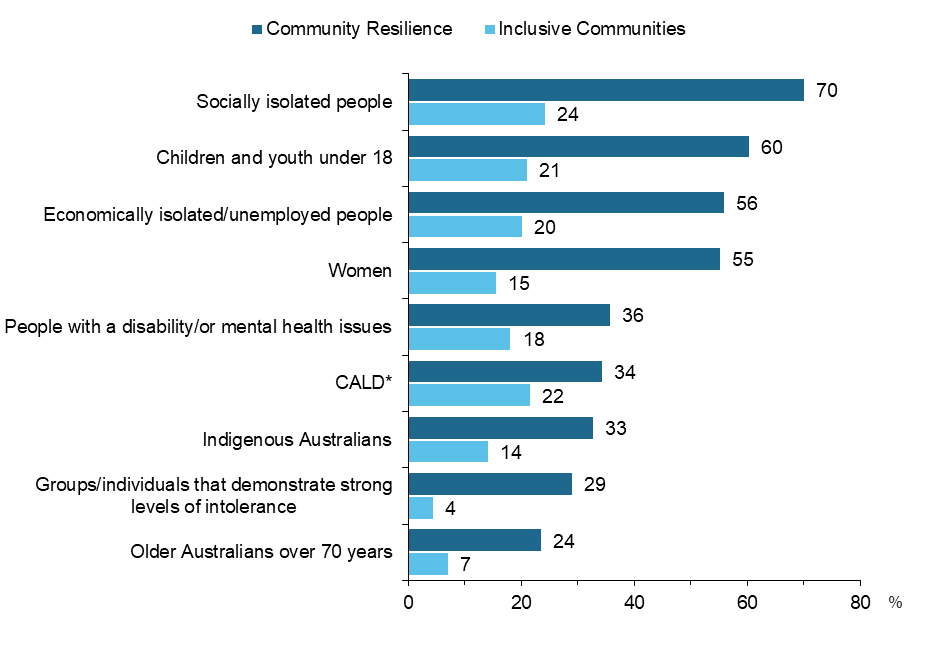 Community Resilience Inclusive Communities
Socially isolated people 70
24
Children and youth under 18 60
21
Economically isolated/unemployed people 56
20
Women 55
15
People with a disability/or mental health issues 36
18
CALD* 34
22
Indigenous Australians 33
14
Groups/individuals that demonstrate strong 29
levels of intolerance 4
Older Australians over 70 years 24
7
0 20 40 60 80 %